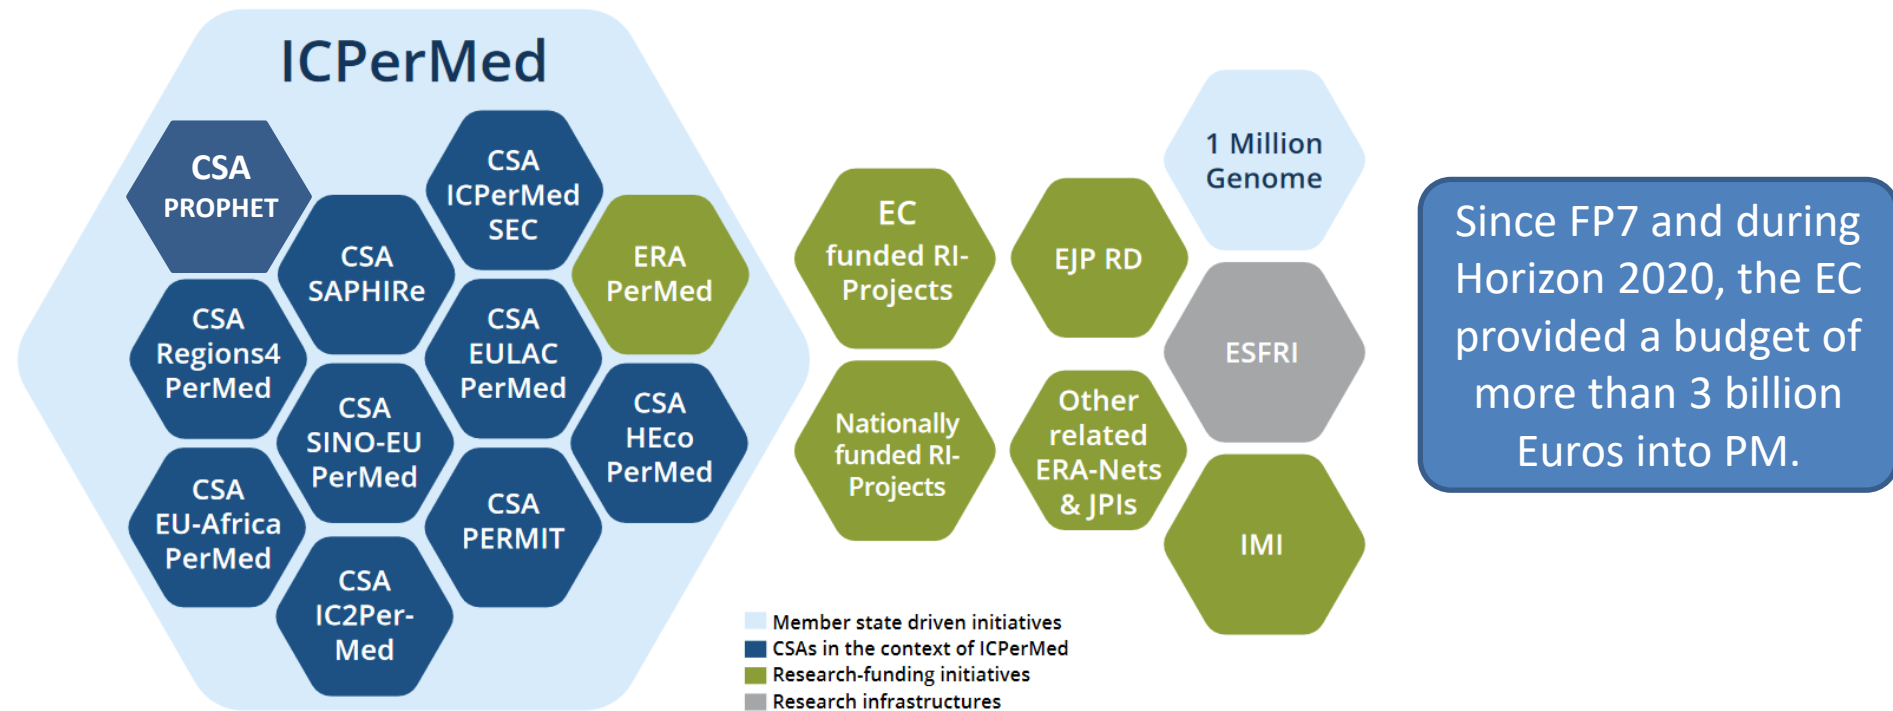 ICPerMed
CSA
PROPHET
CSA
ICPerMed
SEC
CSA
SAPHIRe
ERA
PerMed
CSA
Regions4
PerMed
CSA
EULAC
PerMed
CSA
SINO-EU
PerMed
CSA
HEco
PerMed
CSA
EU-Africa
PerMed
CSA
PERMIT
CSA
IC2Per-
Med
EC
funded RI-
Projects
EJP RD
1 Million
Genome
ESFRI
Nationally
funded RI-
Projects
Other
related
ERA-Nets
& JPIs
IMI
Member state driven initiatives
CSAs in the context of ICPerMed
Research-funding initiatives
Research infrastructures
Since FP7 and during
Horizon 2020, the EC
provided a budget of
more than 3 billion
Euros into PM.